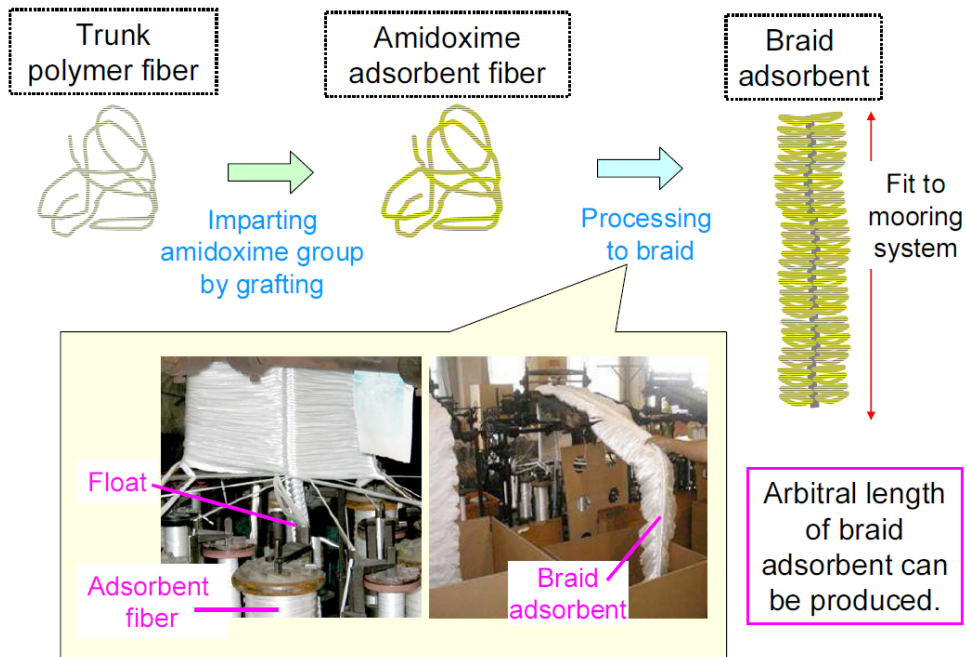 Trunk
polymer fiber
Amidoxime
adsorbent fiber
Braid
adsorbent
Imparting
amidoxime group
by grafting
Processing
to braid
Fit to
mooring
system
Float
Adsorbent
fiber
Braid
adsorbent
Arbitral length
of braid
adsorbent can
be produced.